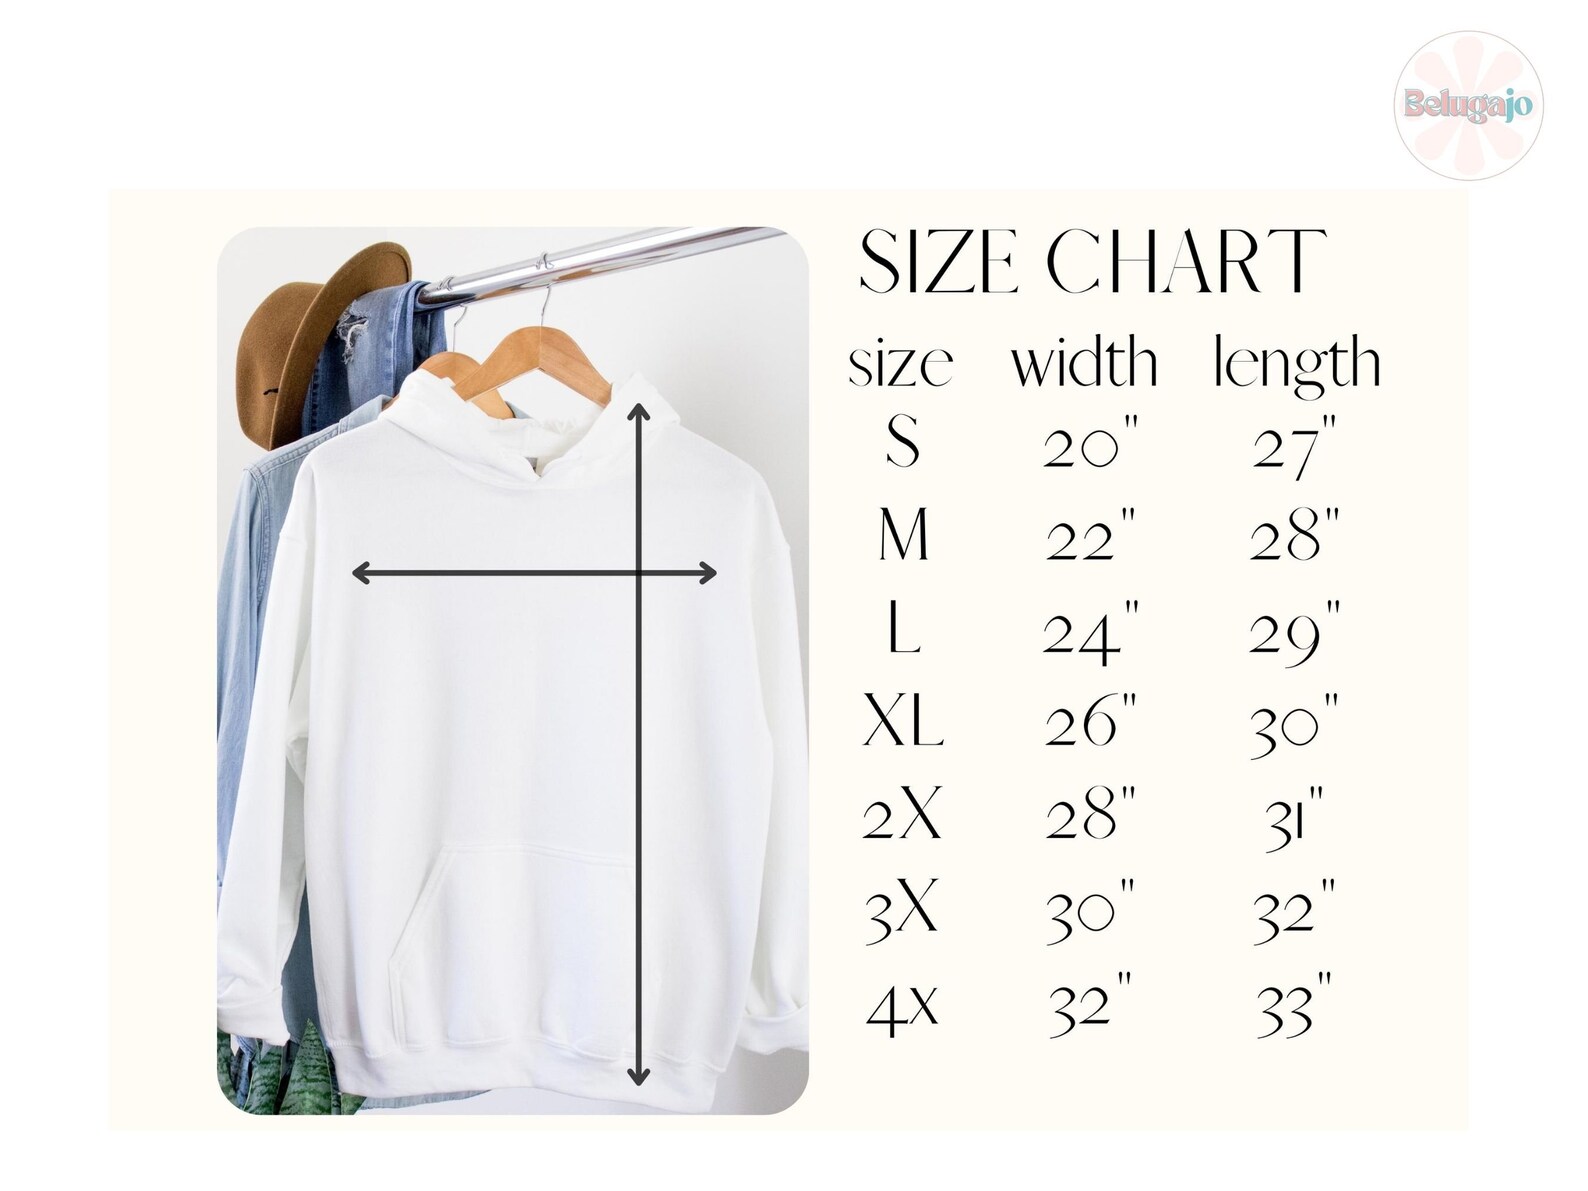 Belugajo
SIZE CHART
size width length
S 20" 27"
M 22" 28"
L 24" 29"
XL 26" 30"
2X 28" 31"
3X 30" 32"
4x 32" 33"